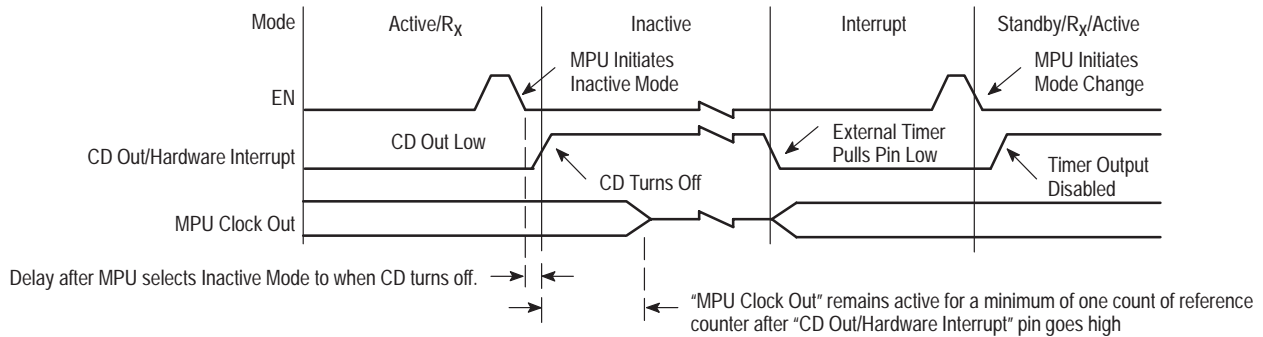 Mode
Active/RX
Inactive
Interrupt
Standby/RX/Active
EN
MPU Initiates
Inactive Mode
MPU Initiates
Mode Change
CD Out/Hardware Interrupt
CD Out Low
CD Turns Off
External Timer
Pulls Pin Low
Timer Output
Disabled
MPU Clock Out
Delay after MPU selects Inactive Mode to when CD turns off.
“MPU Clock Out” remains active for a minimum of one count of reference
counter after “CD Out/Hardware Interrupt” pin goes high